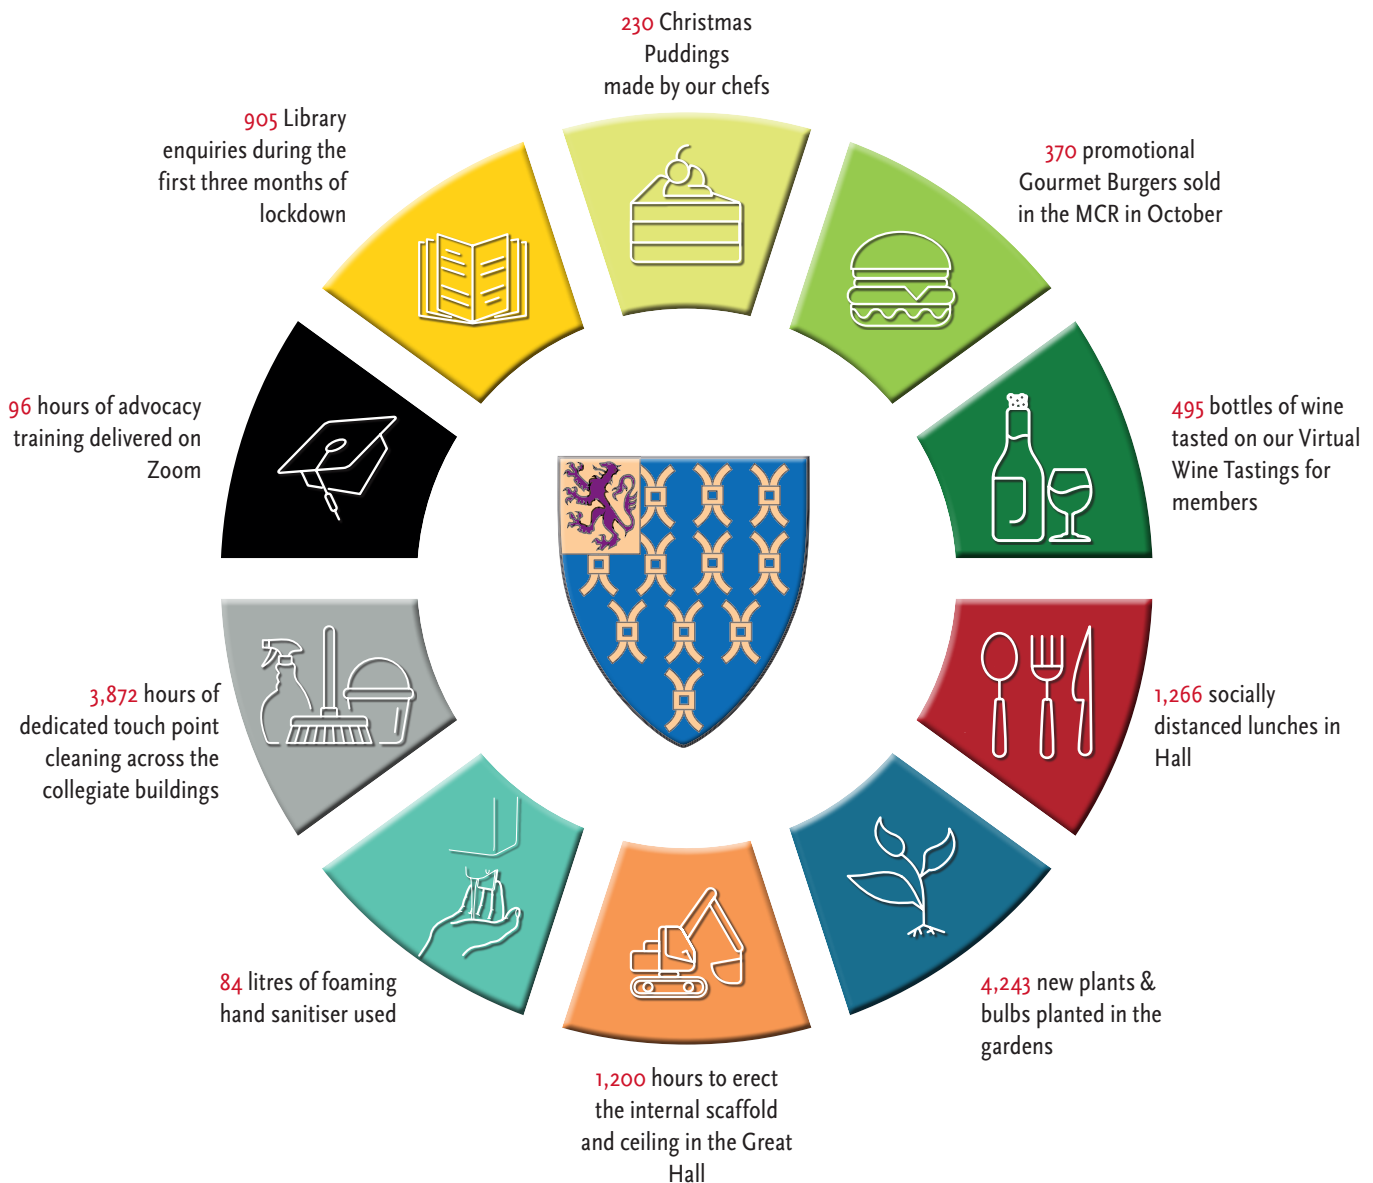 230 Christmas
Puddings
made by our chefs
370 promotional
Gourmet Burgers sold
in the MCR in October
495 bottles of wine
tasted on our Virtual
Wine Tastings for
members
1,266 socially
distanced lunches in
Hall
4,243 new plants &
bulbs planted in the
gardens
1,200 hours to erect
the internal scaffold
and ceiling in the Great
Hall
84 litres of foaming
hand sanitiser used
3,872 hours of
dedicated touch point
cleaning across the
collegiate buildings
96 hours of advocacy
training delivered on
Zoom
905 Library
enquiries during the
first three months of
lockdown